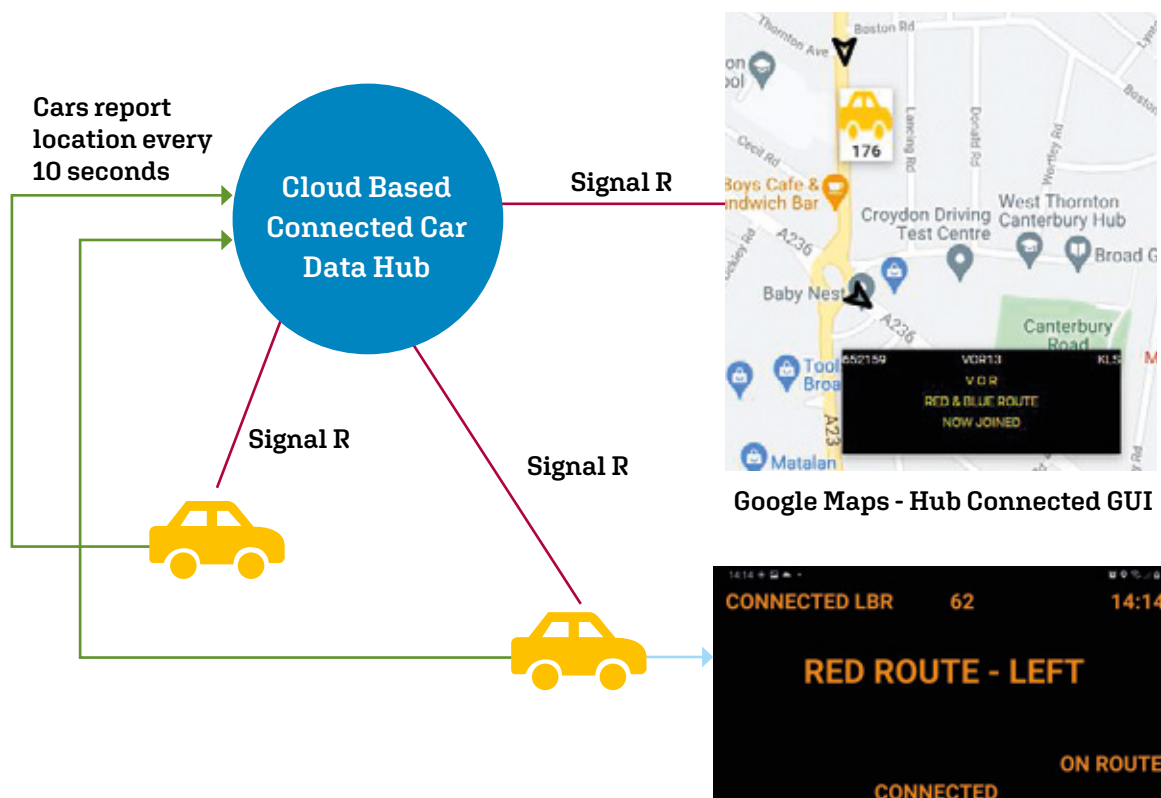 Cars report
location every
10 seconds
Cloud Based
Connected Car
Data Hub
Signal R
Signal R
Signal R
Thornton Ave
Boston Rd
176
Lancing Rd
Donald Rd
Wortley Rd
Cecil Rd
Boys Cafe &
ndwich Bar
Croydon Driving
Test Centre
West Thornton
Canterbury Hub
Broad G
A236
Baby Nest
A236
Canterbury
Road
Tool
Broa
A23
Matalan
652159 VOR13 KLS
V O R
RED & BLUE ROUTE
NOW JOINED
Google Maps - Hub Connected GUI
14:14
CONNECTED LBR 62 14:14
RED ROUTE - LEFT
ON ROUTE
CONNECTED